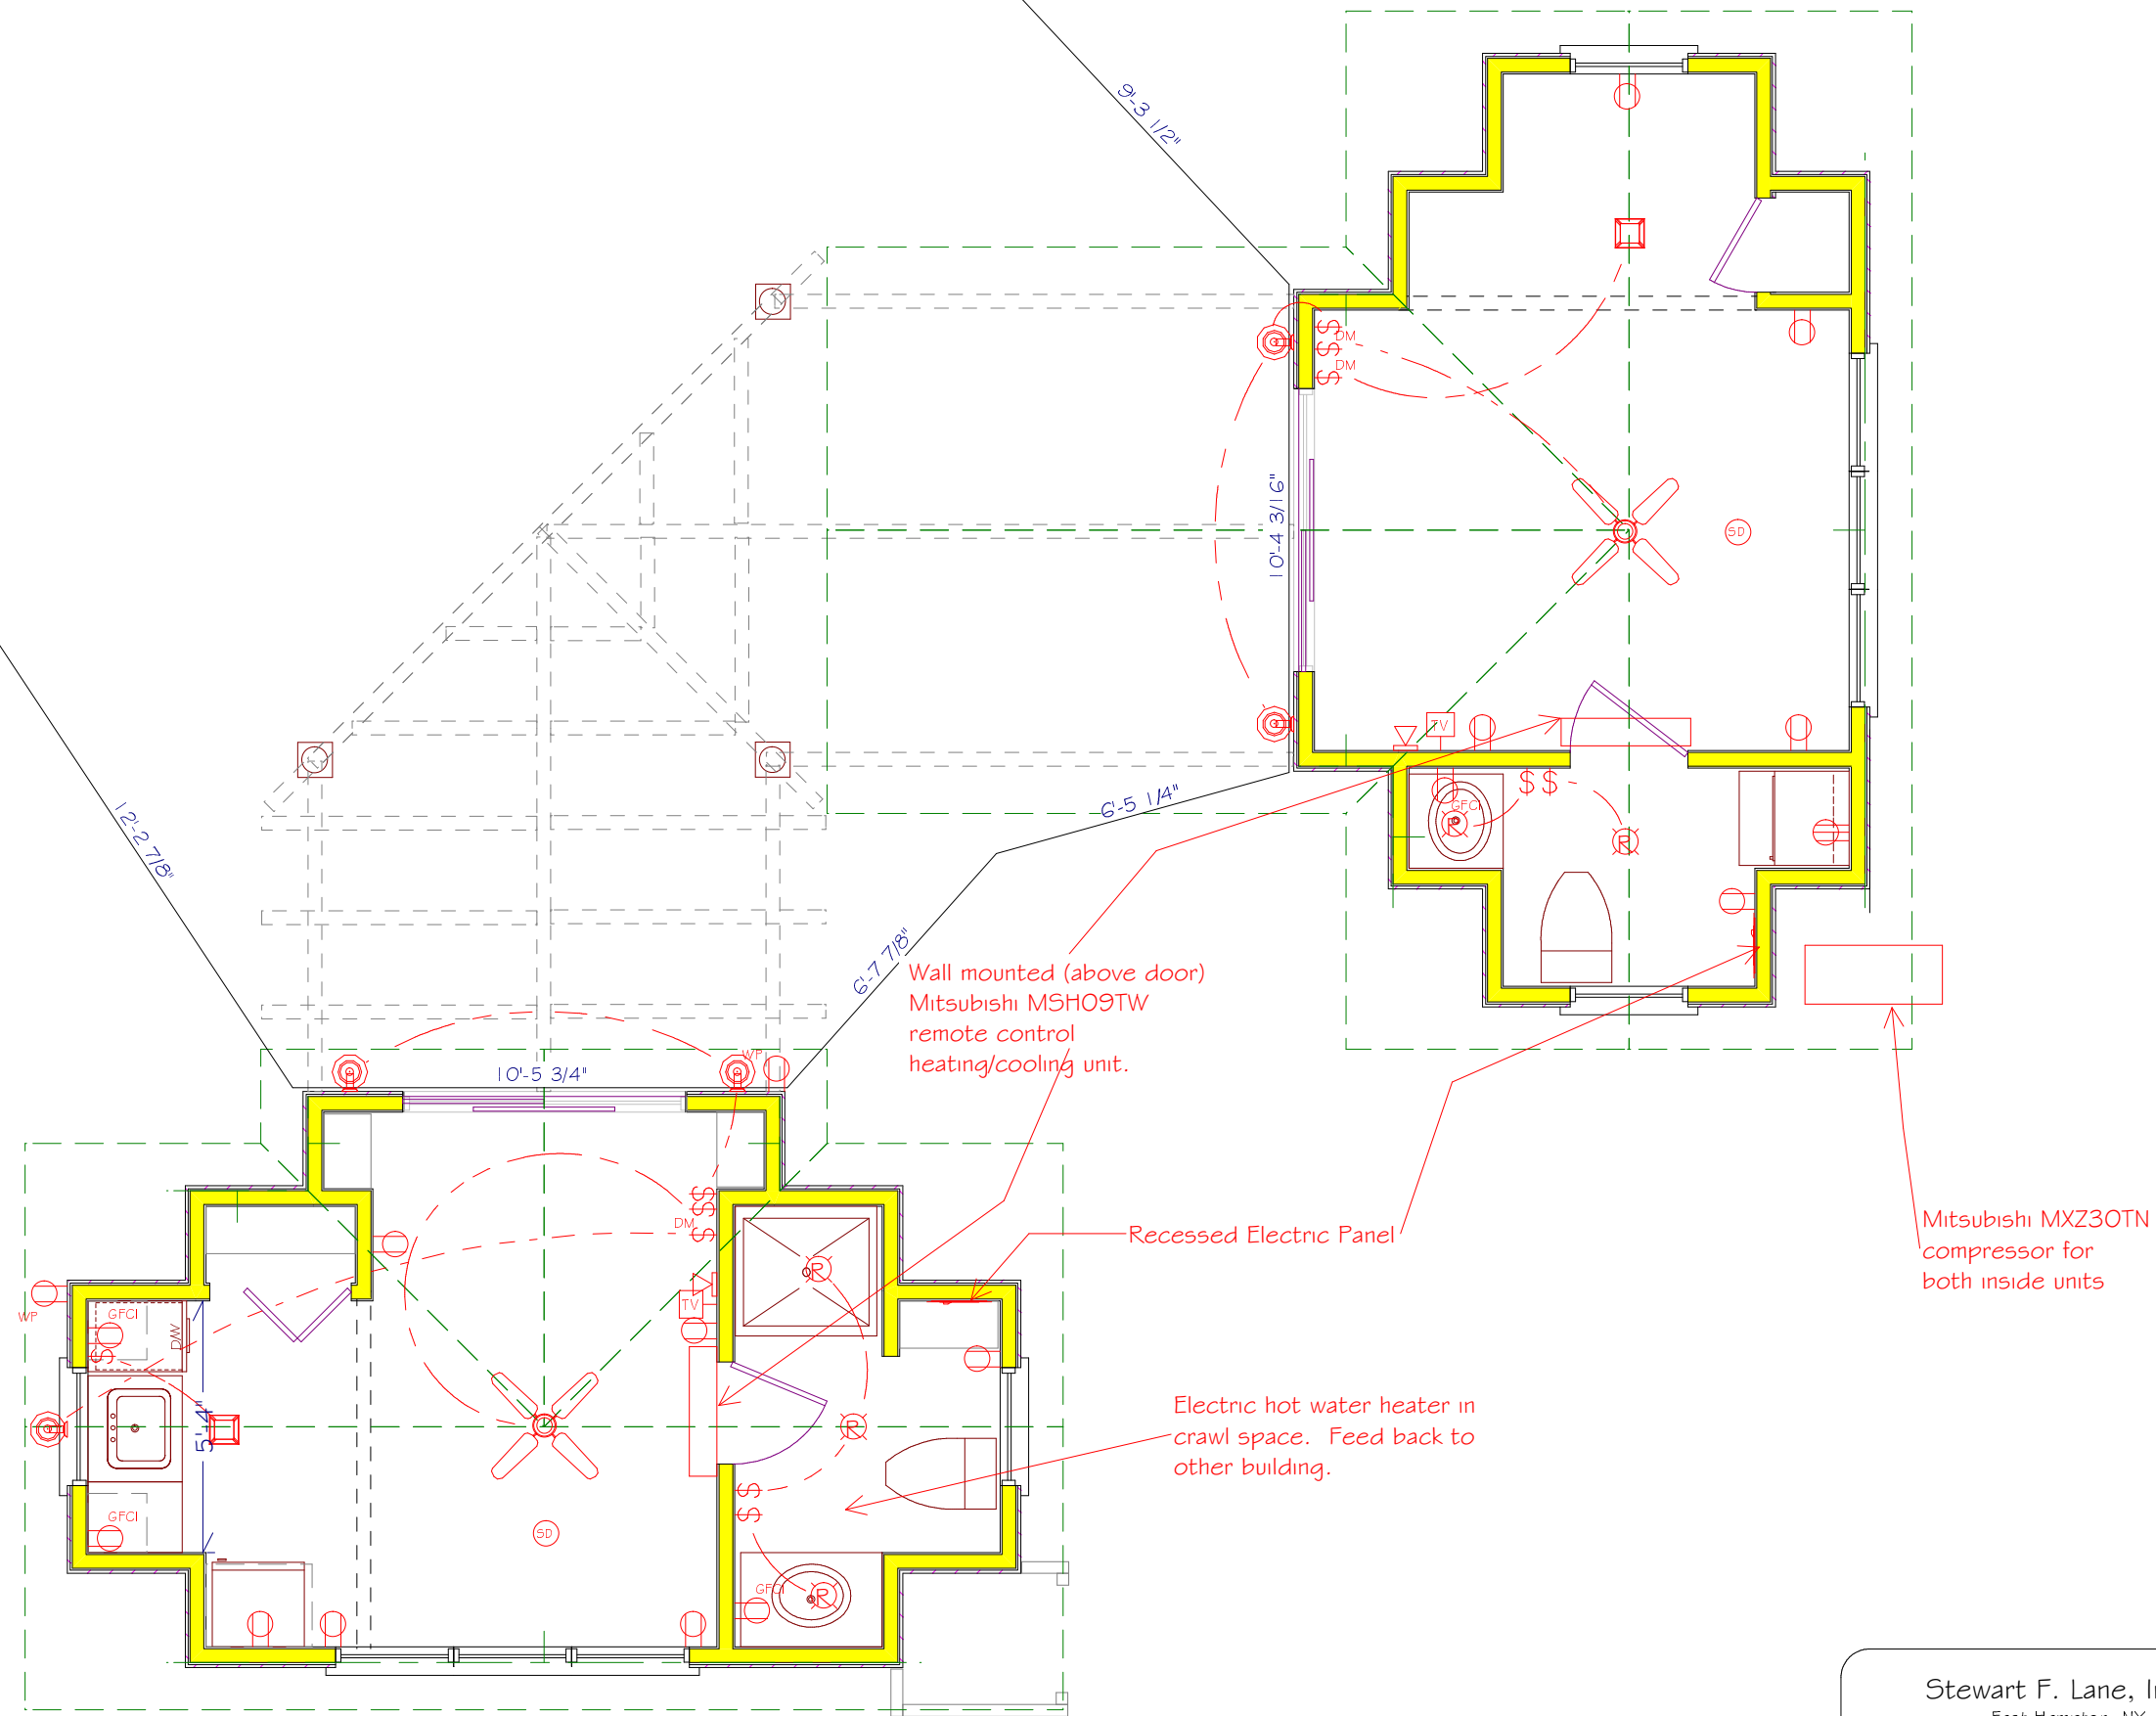 9'-3 1/2"
DM
DM
10'-4 3/16"
SD
TV
GFCI
R
R
12'-2 7/8"
6'-5 1/4"
6'-7 7/8"
Wall mounted (above door)
Mitsubishi MSH09TW
remote control
heating/cooling unit.
WP
10'-5 3/4"
DM
Recessed Electric Panel
Mitsubishi MXZ30TN
compressor for
both inside units
R
TV
WP
GFCI
DW
5'-4"
R
Electric hot water heater in
crawl space. Feed back to
other building.
GFCI
SD
GFCI
R
$
$
$
$ $
$ $ $
$
$
$ $
Stewart F. Lane,